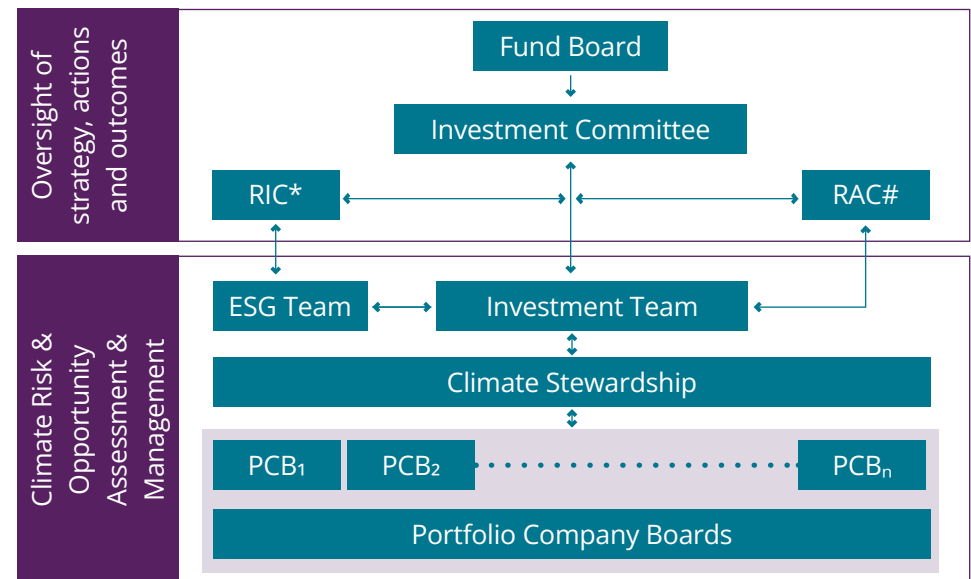 Oversight of
strategy, actions
and outcomes
Fund Board
Investment Committee
RIC*
RAC#
Climate Risk &
Opportunity
Assessment &
Management
ESG Team
Investment Team
Climate Stewardship
PCB₁
PCB₂
PCBₙ
Portfolio Company Boards